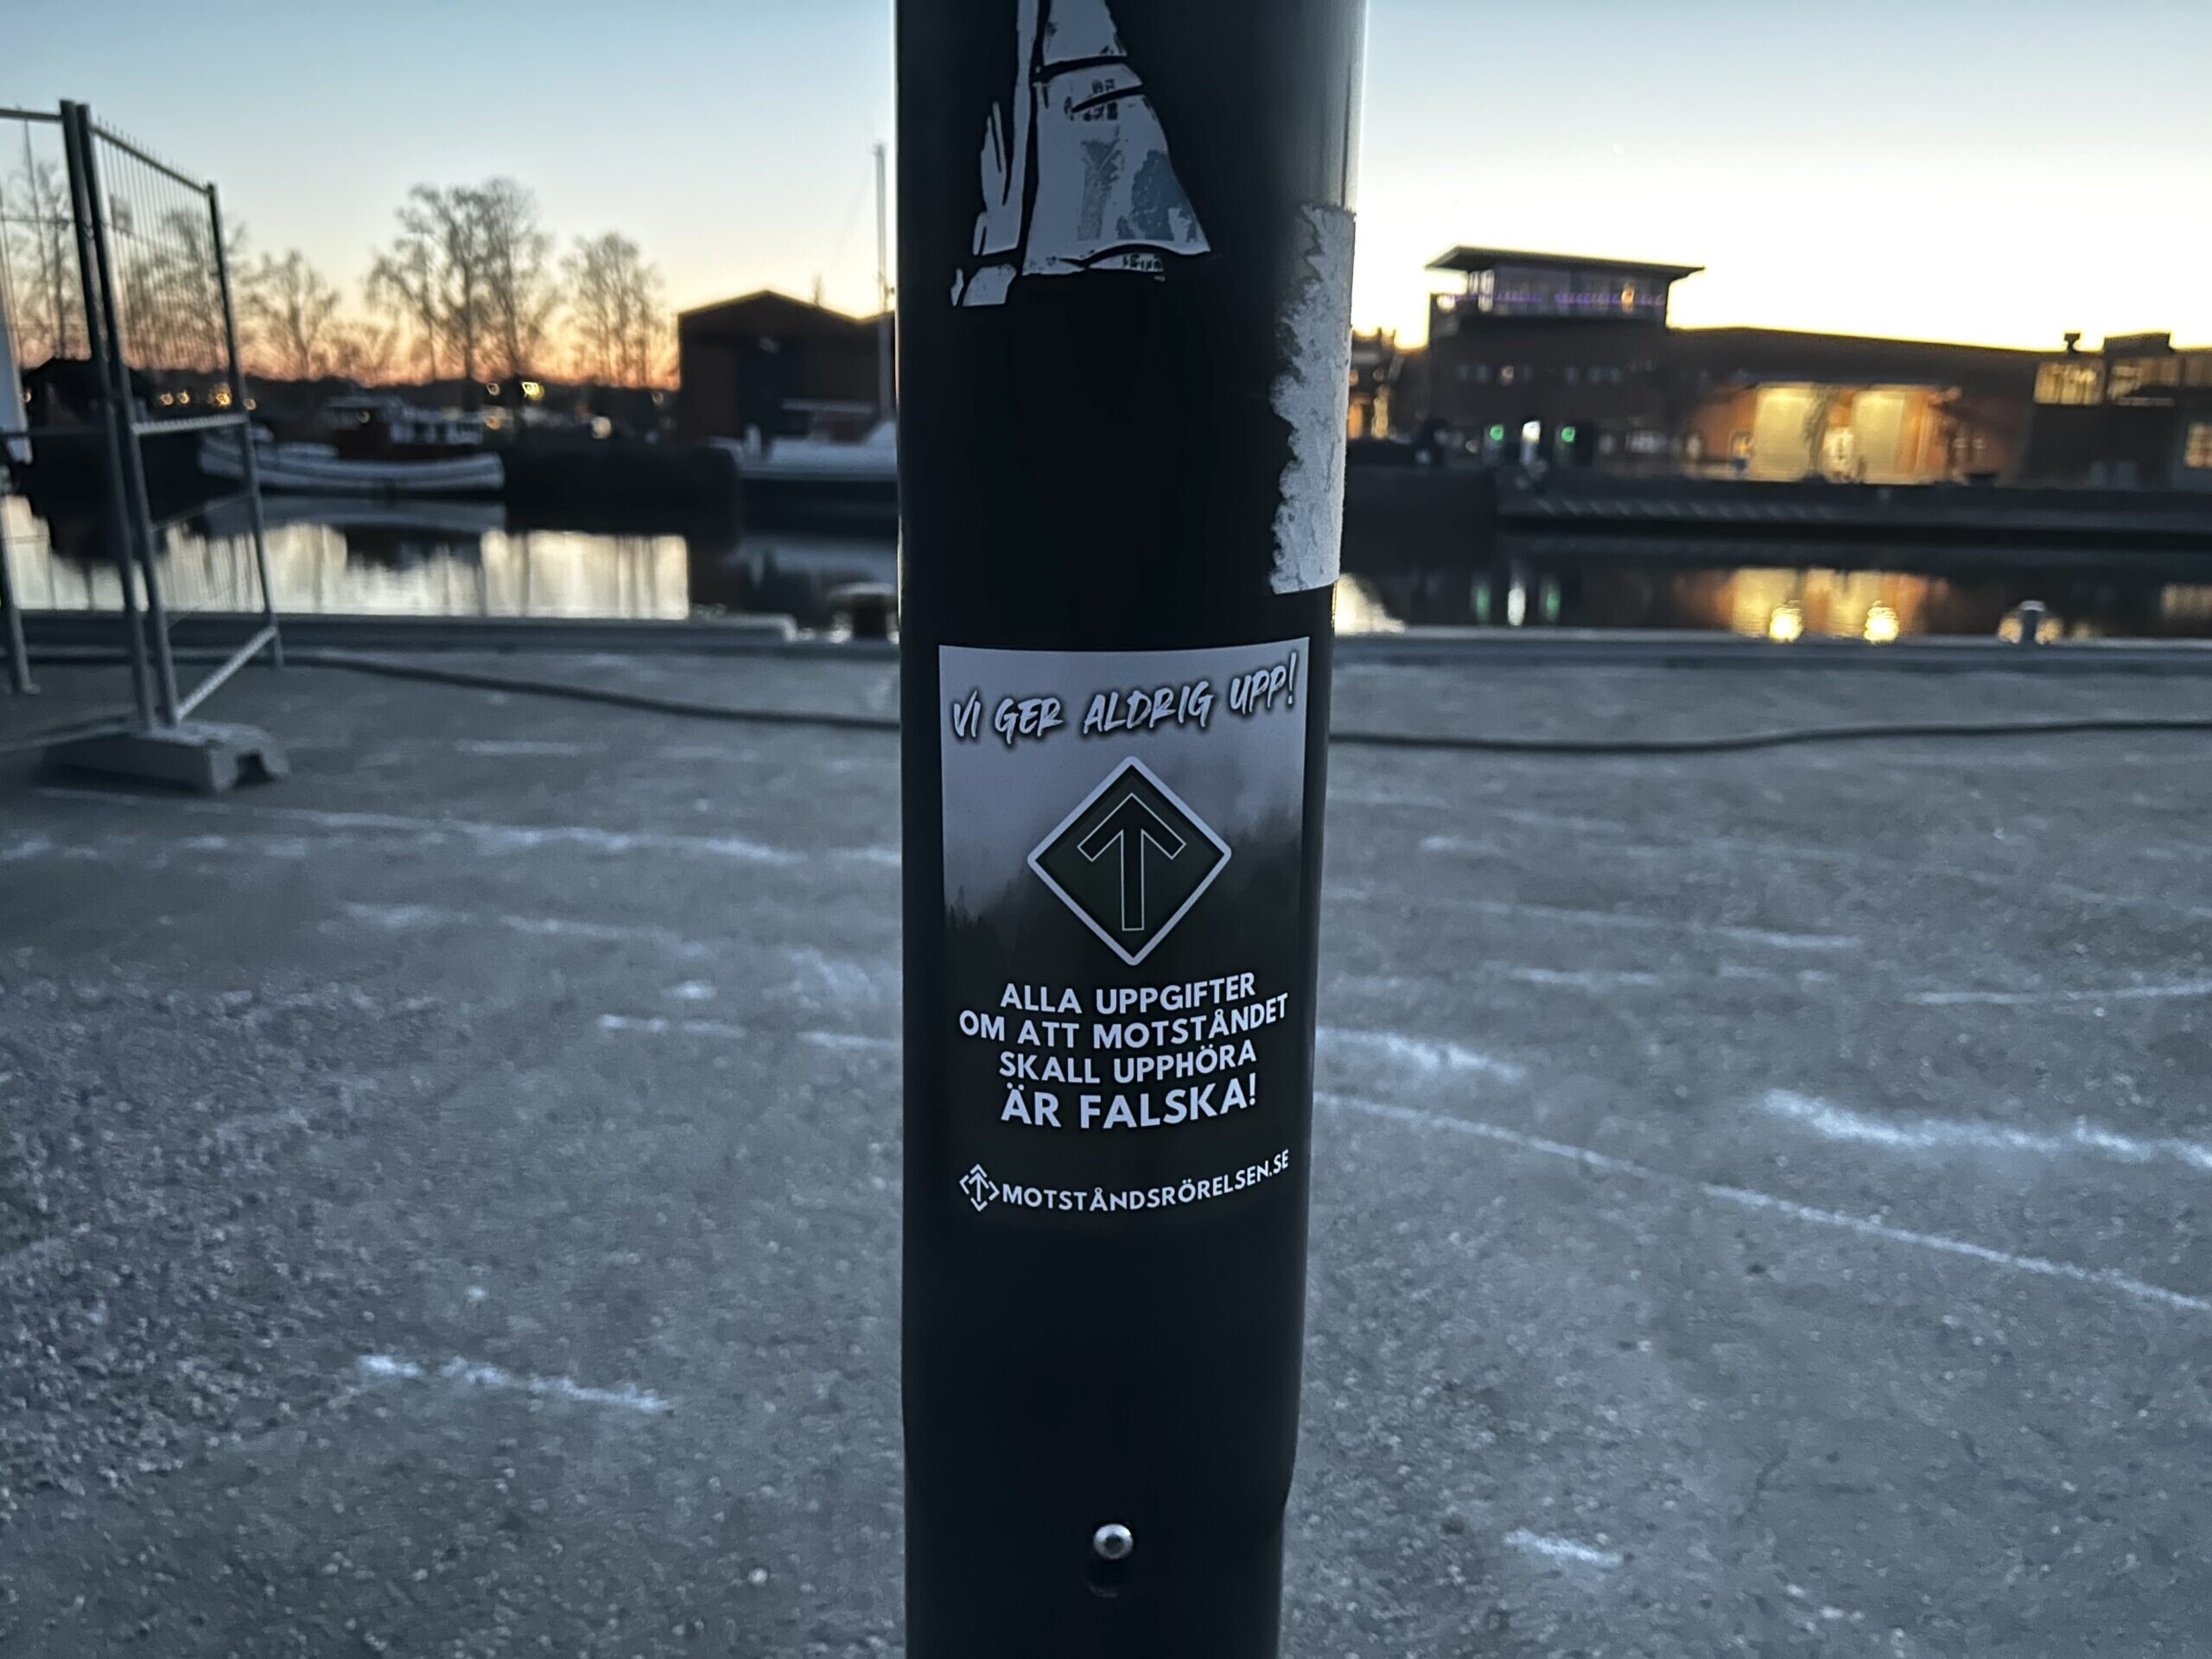 VI GER ALDRIG UPP!
ALLA UPPGIFTER
OM ATT MOTSTÅNDET
SKALL UPPHÖRA
ÄR FALSKA!
MOTSTÅNDSRÖRELSEN.SE